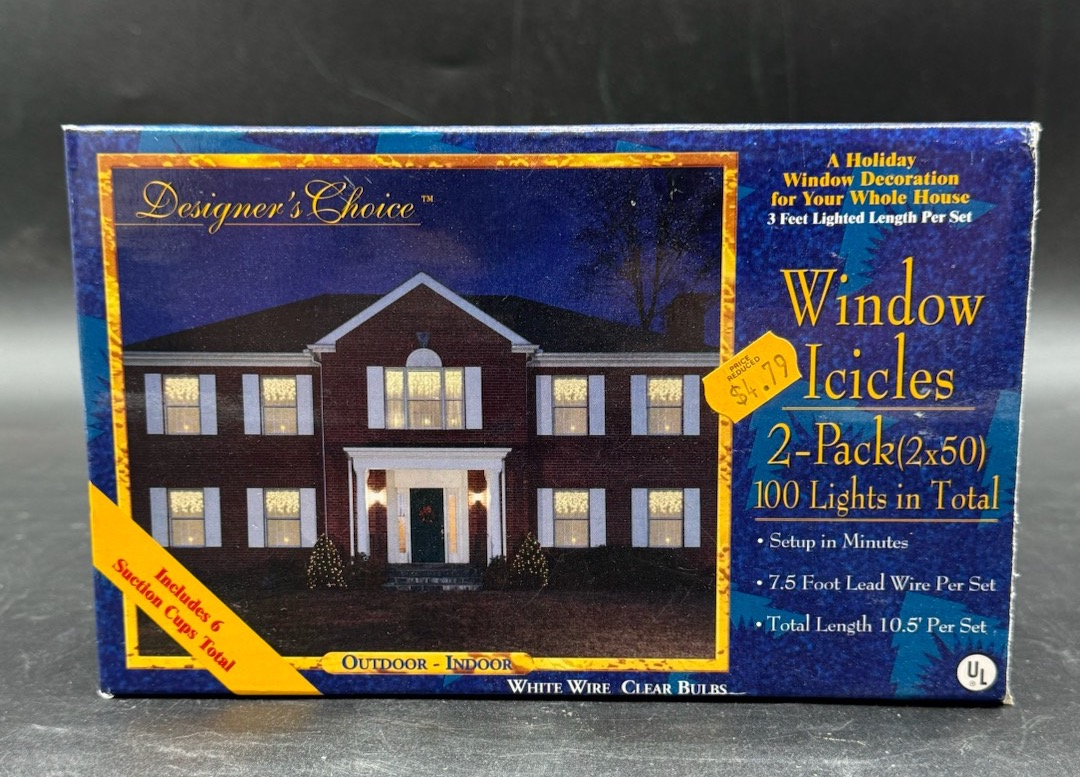 Designer's Choice™
A Holiday
Window Decoration
for Your Whole House
3 Feet Lighted Length Per Set
Window
Icicles
PRICE
REDUCED
$4.79
2-Pack(2x50)
100 Lights in Total
• Setup in Minutes
• 7.5 Foot Lead Wire Per Set
• Total Length 10.5' Per Set
Includes 6
Suction Cups Total
OUTDOOR - INDOOR
WHITE WIRE CLEAR BULBS
UL
®